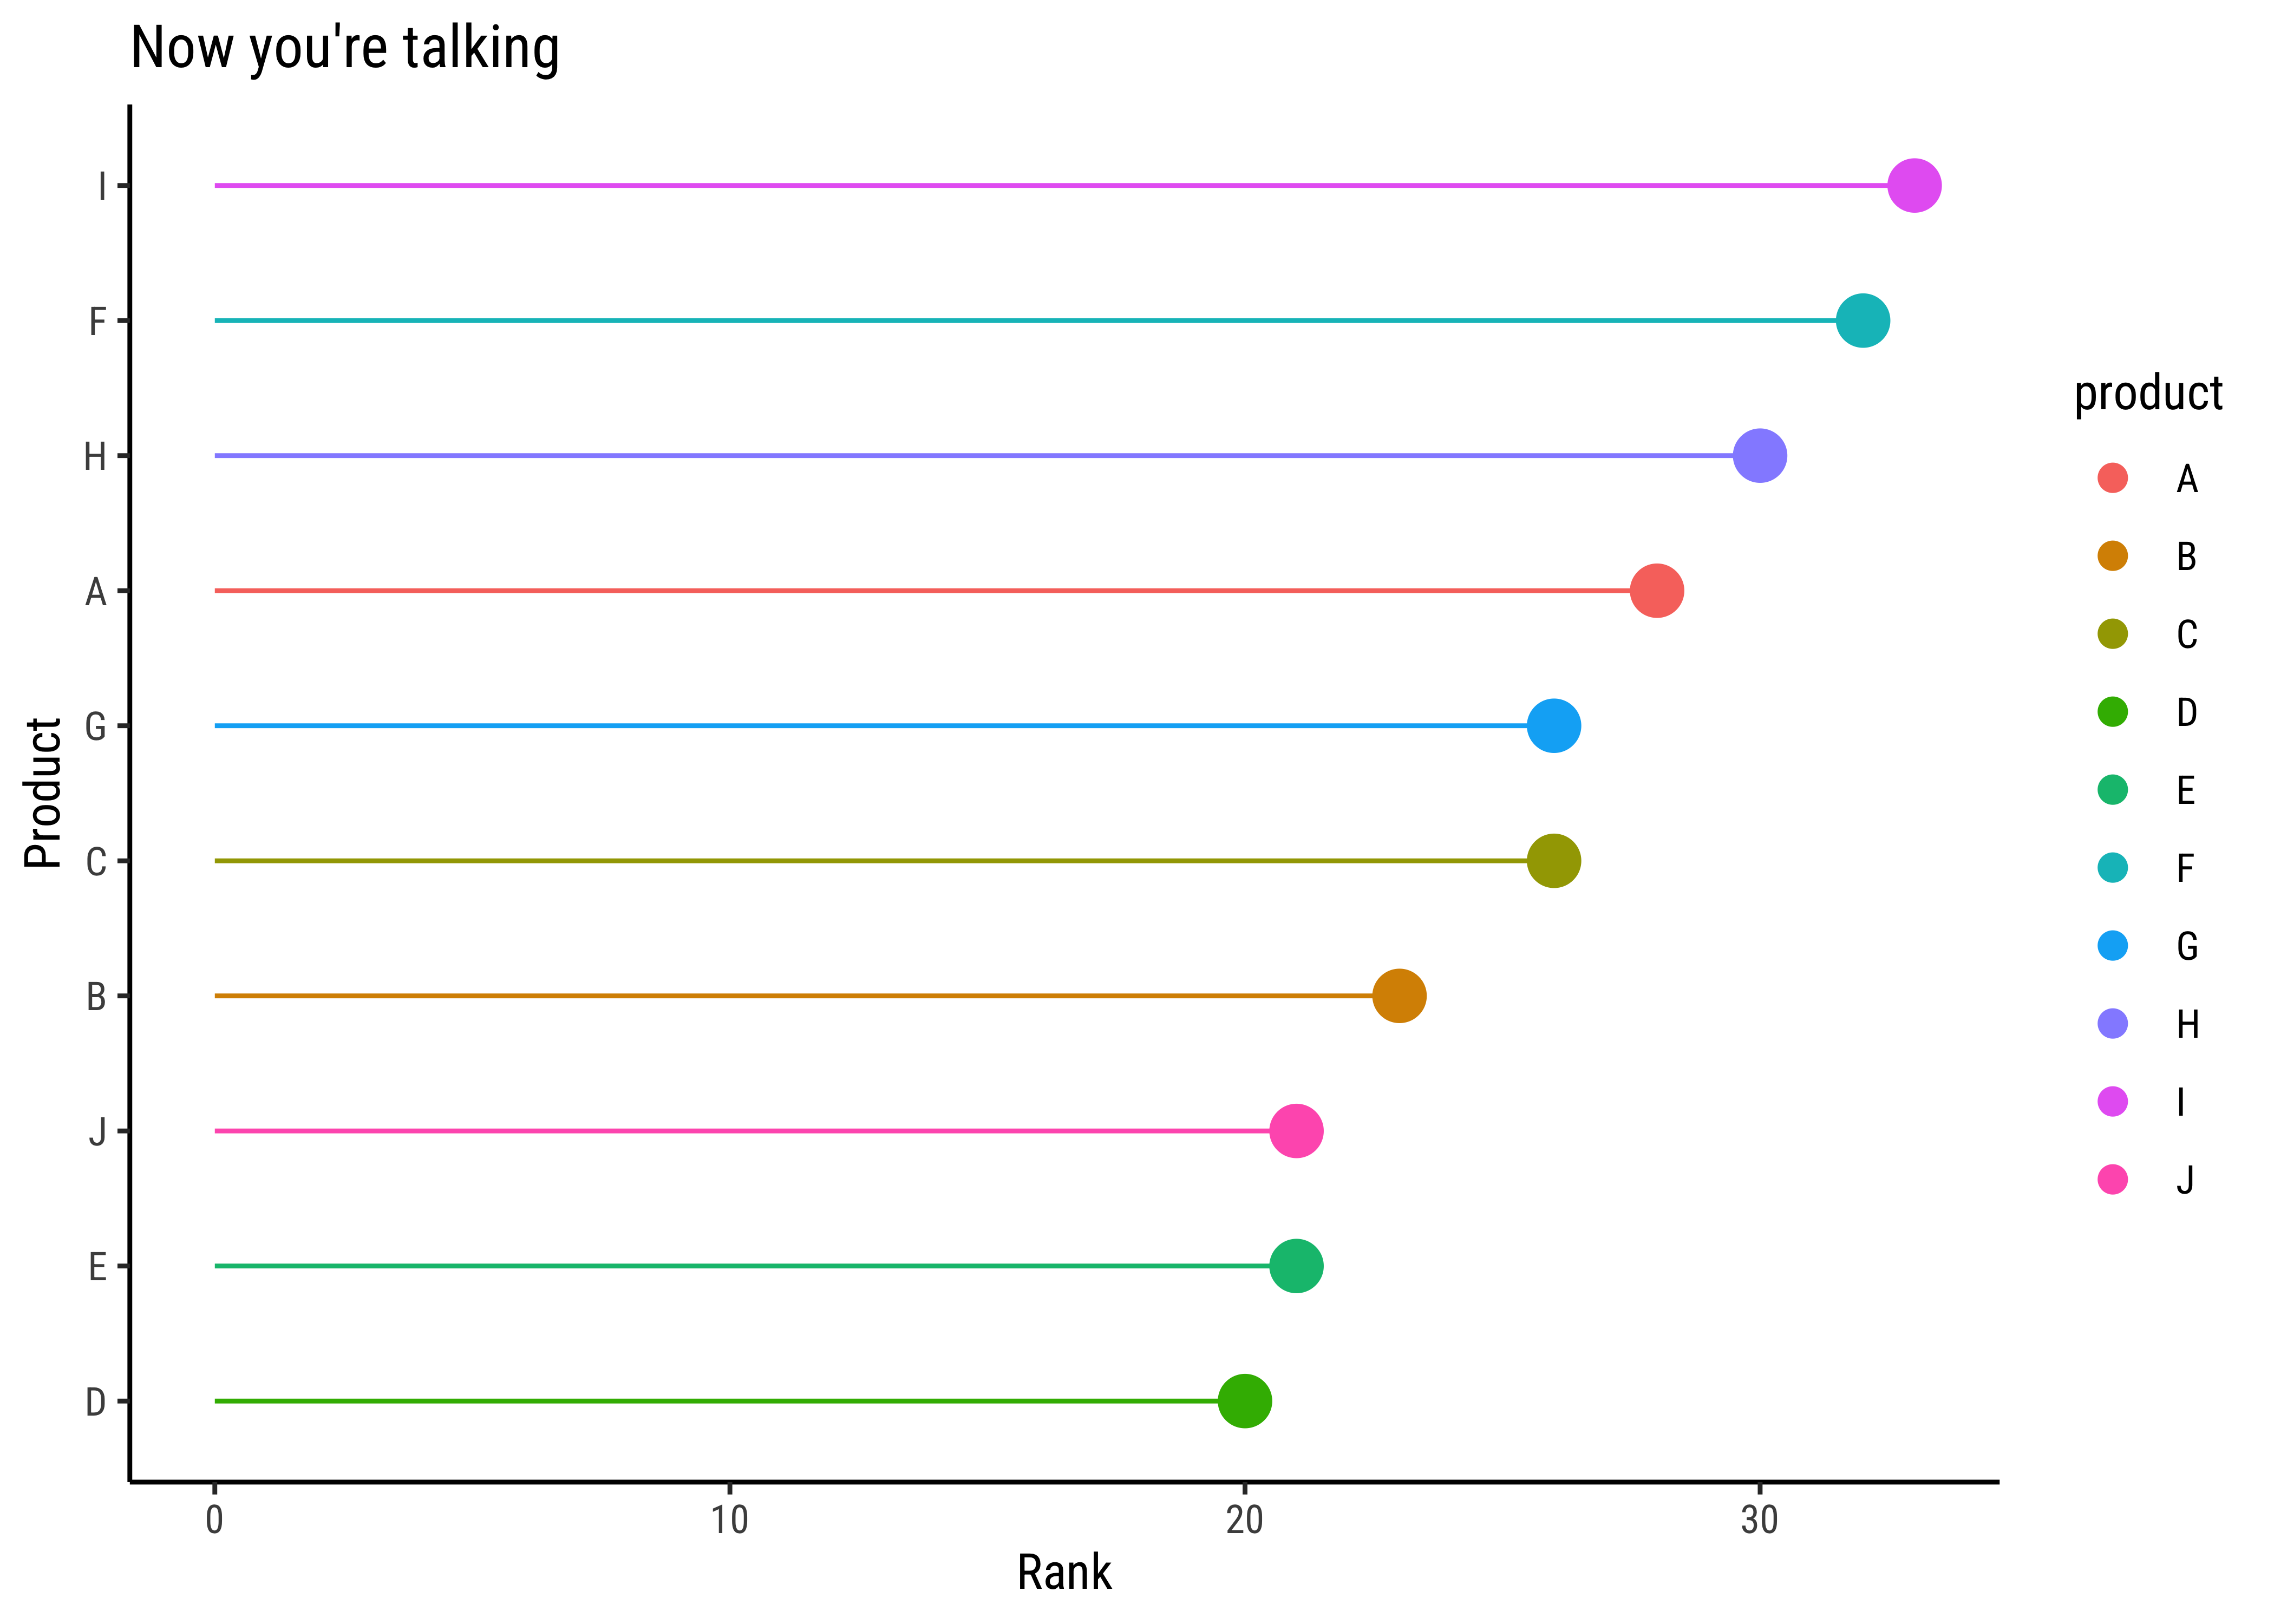 Now you're talking
Product
I
F
H
A
G
C
B
J
E
D
0 10 20 30
Rank
product
A
B
C
D
E
F
G
H
I
J